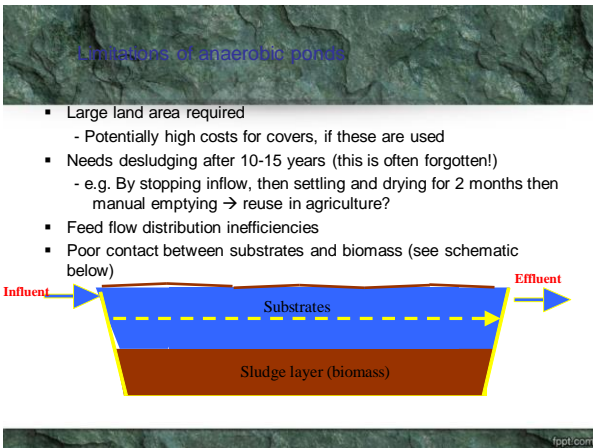 Limitations of anaerobic ponds
▪ Large land area required
- Potentially high costs for covers, if these are used
▪ Needs desludging after 10-15 years (this is often forgotten!)
- e.g. By stopping inflow, then settling and drying for 2 months then
manual emptying → reuse in agriculture?
▪ Feed flow distribution inefficiencies
▪ Poor contact between substrates and biomass (see schematic
below)
Influent
Effluent
Substrates
Sludge layer (biomass)
fppt.com